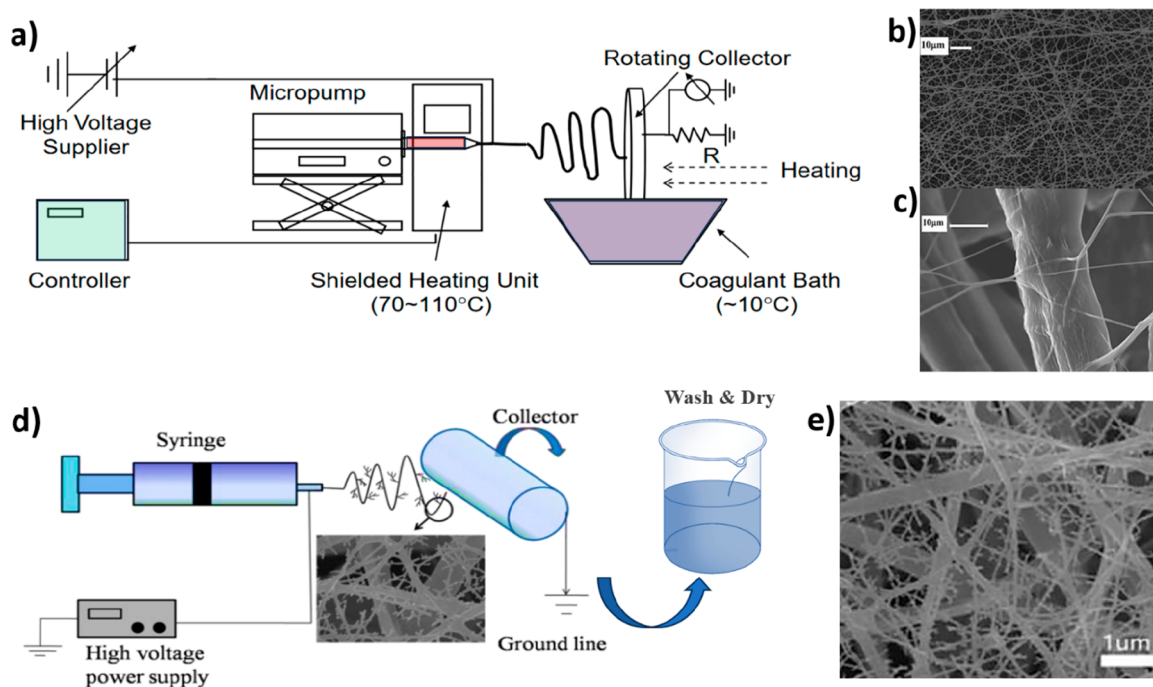 a)
High Voltage
Supplier
Micropump
Rotating Collector
R
Heating
Controller
Shielded Heating Unit
(70~110°C)
Coagulant Bath
(~10°C)
b)
10μm
c)
10μm
d)
Syringe
Collector
Wash & Dry
High voltage
power supply
Ground line
e)
1um